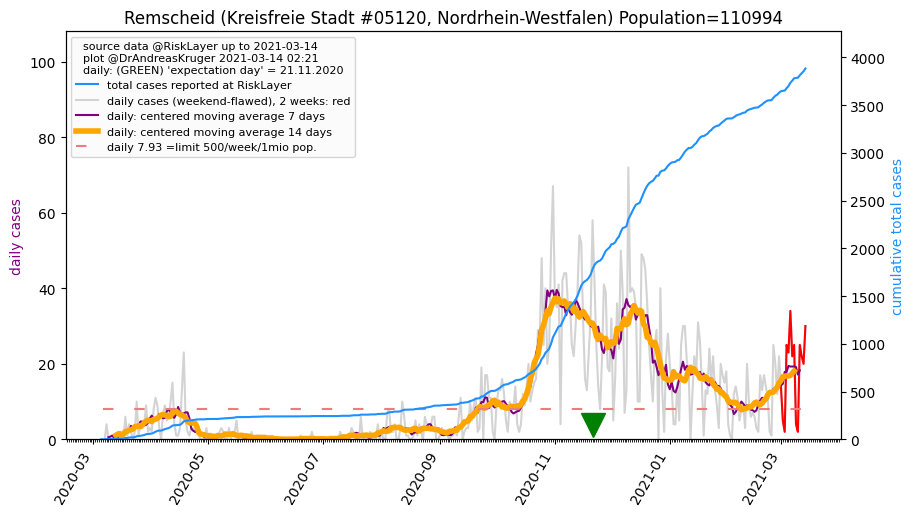 Remscheid (Kreisfreie Stadt #05120, Nordrhein-Westfalen) Population=110994
source data @RiskLayer up to 2021-03-14
plot @DrAndreasKruger 2021-03-14 02:21
daily: (GREEN) 'expectation day' = 21.11.2020
total cases reported at RiskLayer
daily cases (weekend-flawed), 2 weeks: red
daily: centered moving average 7 days
daily: centered moving average 14 days
daily 7.93 =limit 500/week/1mio pop.
daily cases
100
80
60
40
20
0
cumulative total cases
4000
3500
3000
2500
2000
1500
1000
500
0
2020-03
2020-05
2020-07
2020-09
2020-11
2021-01
2021-03